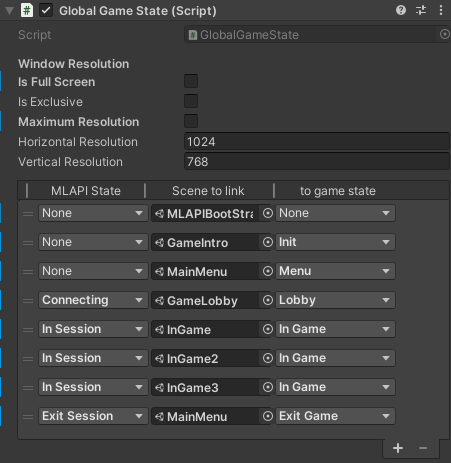 Global Game State (Script)
Script GlobalGameState
Window Resolution
Is Full Screen
Is Exclusive
Maximum Resolution
Horizontal Resolution 1024
Vertical Resolution 768
MLAPI State Scene to link to game state
None MLAPIBootStra None
None GameIntro Init
None MainMenu Menu
Connecting GameLobby Lobby
In Session InGame In Game
In Session InGame2 In Game
In Session InGame3 In Game
Exit Session MainMenu Exit Game